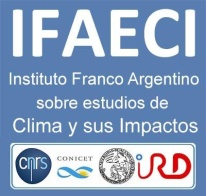 IFAECI
Instituto Franco Argentino
sobre estudios de
Clima y sus Impactos
cnrs
CONICET
IRD